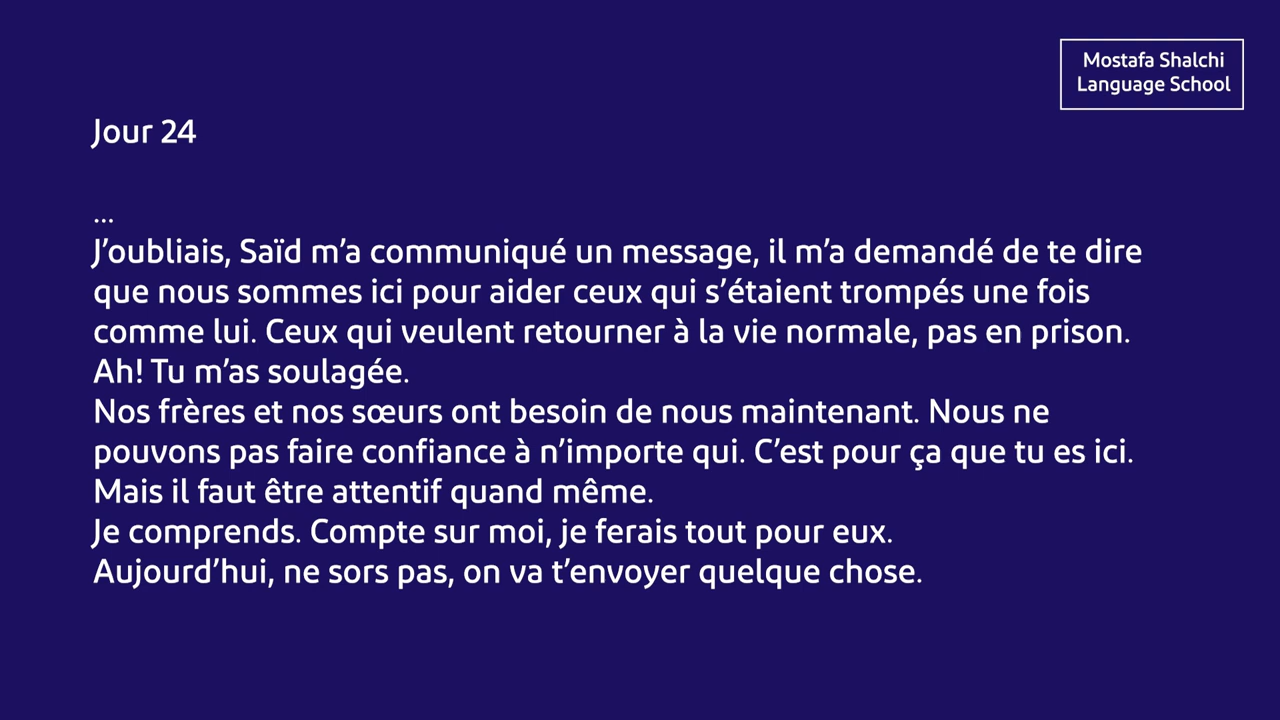 Mostafa Shalchi
Language School
Jour 24
...
J’oubliais, Saïd m’a communiqué un message, il m’a demandé de te dire
que nous sommes ici pour aider ceux qui s’étaient trompés une fois
comme lui. Ceux qui veulent retourner à la vie normale, pas en prison.
Ah! Tu m’as soulagée.
Nos frères et nos sœurs ont besoin de nous maintenant. Nous ne
pouvons pas faire confiance à n’importe qui. C’est pour ça que tu es ici.
Mais il faut être attentif quand même.
Je comprends. Compte sur moi, je ferais tout pour eux.
Aujourd’hui, ne sors pas, on va t’envoyer quelque chose.